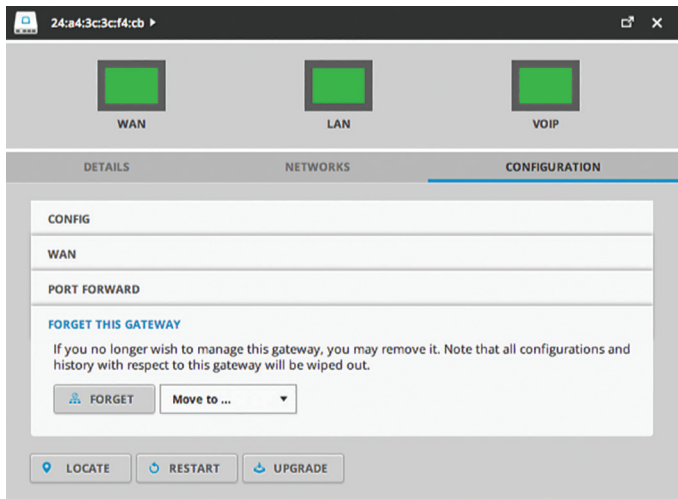 24:a4:3c:3c:f4:cb
WAN LAN VOIP
DETAILS NETWORKS CONFIGURATION
CONFIG
WAN
PORT FORWARD
FORGET THIS GATEWAY
If you no longer wish to manage this gateway, you may remove it. Note that all configurations and
history with respect to this gateway will be wiped out.
FORGET Move to ...
LOCATE RESTART UPGRADE